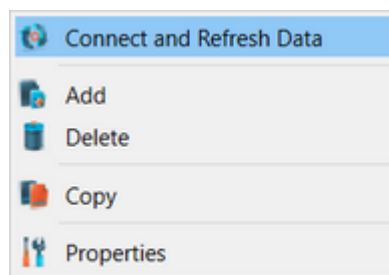 Connect and Refresh Data
Add
Delete
Copy
Properties